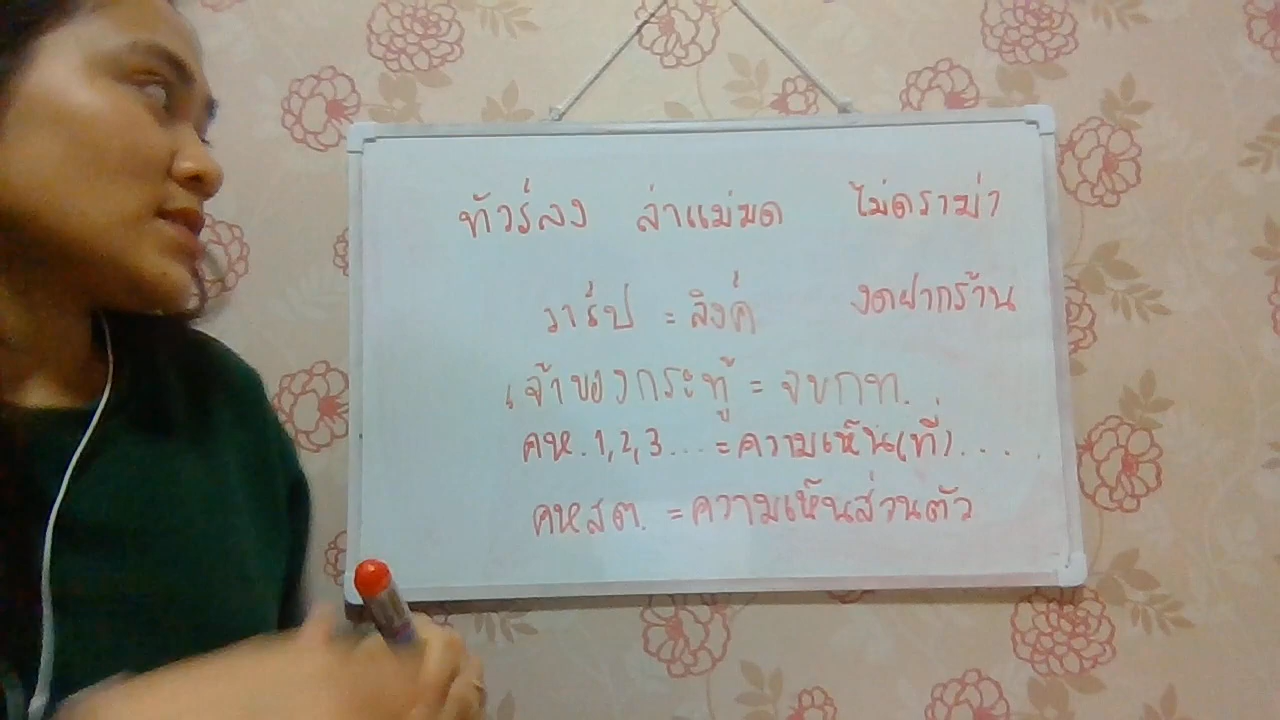 ทัวร์ลง ล่าแม่มด ไม่ดราม่า
วาร์ป = ลิงค์ งดฝากร้าน
เจ้าของกระทู้ = จขกท.
คห. 1,2,3... = ความเห็น(ที่).....
คหสต. = ความเห็นส่วนตัว